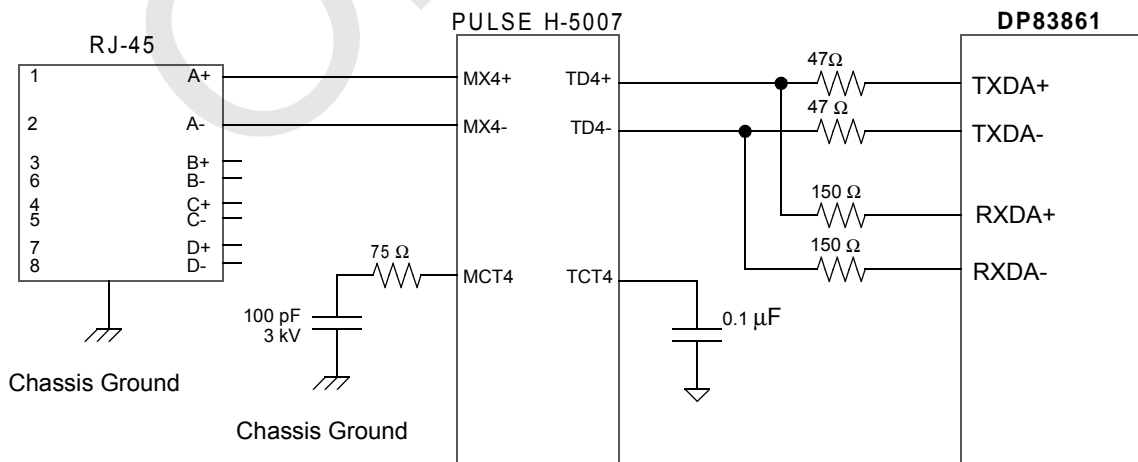 PULSE H-5007
DP83861
RJ-45
1 A+
2 A-
3 B+
6 B-
4 C+
5 C-
7 D+
8 D-
MX4+ TD4+
MX4- TD4-
MCT4 TCT4
47Ω
47 Ω
150 Ω
150 Ω
TXDA+
TXDA-
RXDA+
RXDA-
75 Ω
100 pF
3 kV
0.1 µF
Chassis Ground
Chassis Ground